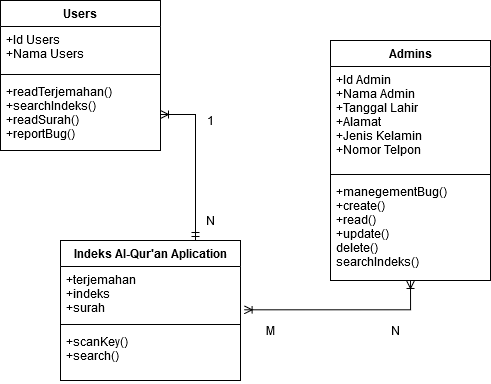 Users
+Id Users
+Nama Users
+readTerjemahan()
+searchIndeks()
+readSurah()
+reportBug()
Admins
+Id Admin
+Nama Admin
+Tanggal Lahir
+Alamat
+Jenis Kelamin
+Nomor Telpon
+manegementBug()
+create()
+read()
+update()
delete()
searchIndeks()
1
N
Indeks Al-Qur'an Aplication
+terjemahan
+indeks
+surah
+scanKey()
+search()
M
N